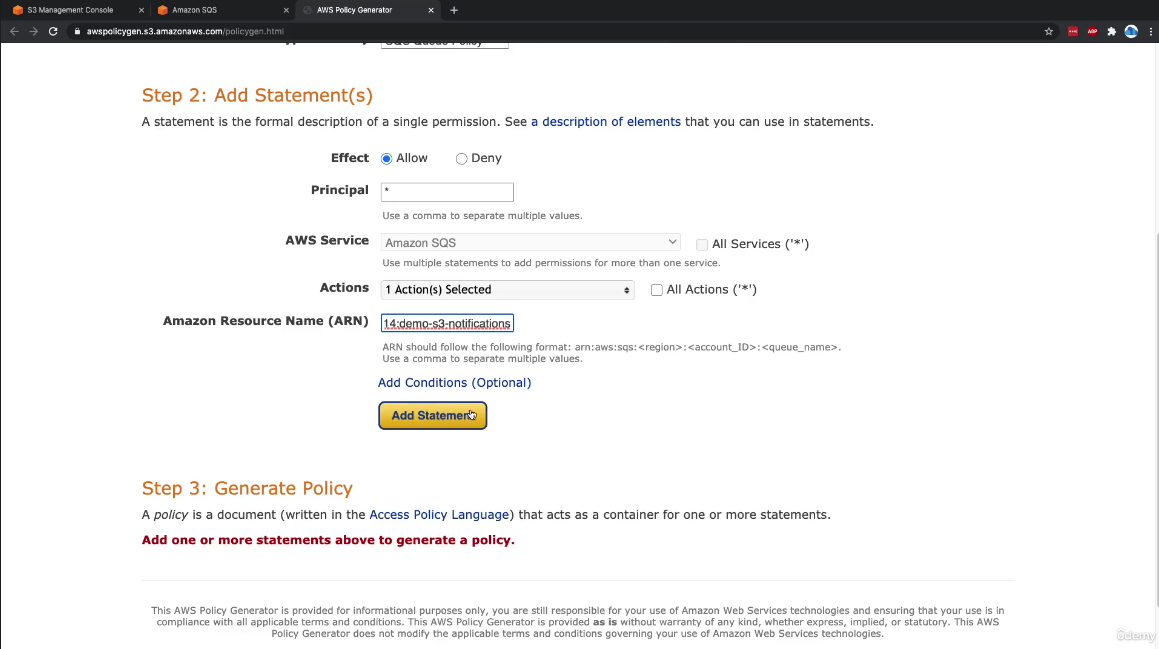 S3 Management Console
Amazon SQS
AWS Policy Generator
awspolicygen.s3.amazonaws.com/policygen.html
ABP
SQS Queue Policy
Step 2: Add Statement(s)
A statement is the formal description of a single permission. See a description of elements that you can use in statements.
Effect Allow Deny
Principal *
Use a comma to separate multiple values.
AWS Service Amazon SQS All Services ('*')
Use multiple statements to add permissions for more than one service.
Actions 1 Action(s) Selected All Actions ('*')
Amazon Resource Name (ARN) 14:demo-s3-notifications
ARN should follow the following format: arn:aws:sqs:<region>:<account_ID>:<queue_name>.
Use a comma to separate multiple values.
Add Conditions (Optional)
Add Statement
Step 3: Generate Policy
A policy is a document (written in the Access Policy Language) that acts as a container for one or more statements.
Add one or more statements above to generate a policy.
This AWS Policy Generator is provided for informational purposes only, you are still responsible for your use of Amazon Web Services technologies and ensuring that your use is in
compliance with all applicable terms and conditions. This AWS Policy Generator is provided as is without warranty of any kind, whether express, implied, or statutory. This AWS
Policy Generator does not modify the applicable terms and conditions governing your use of Amazon Web Services technologies.
ûdemy